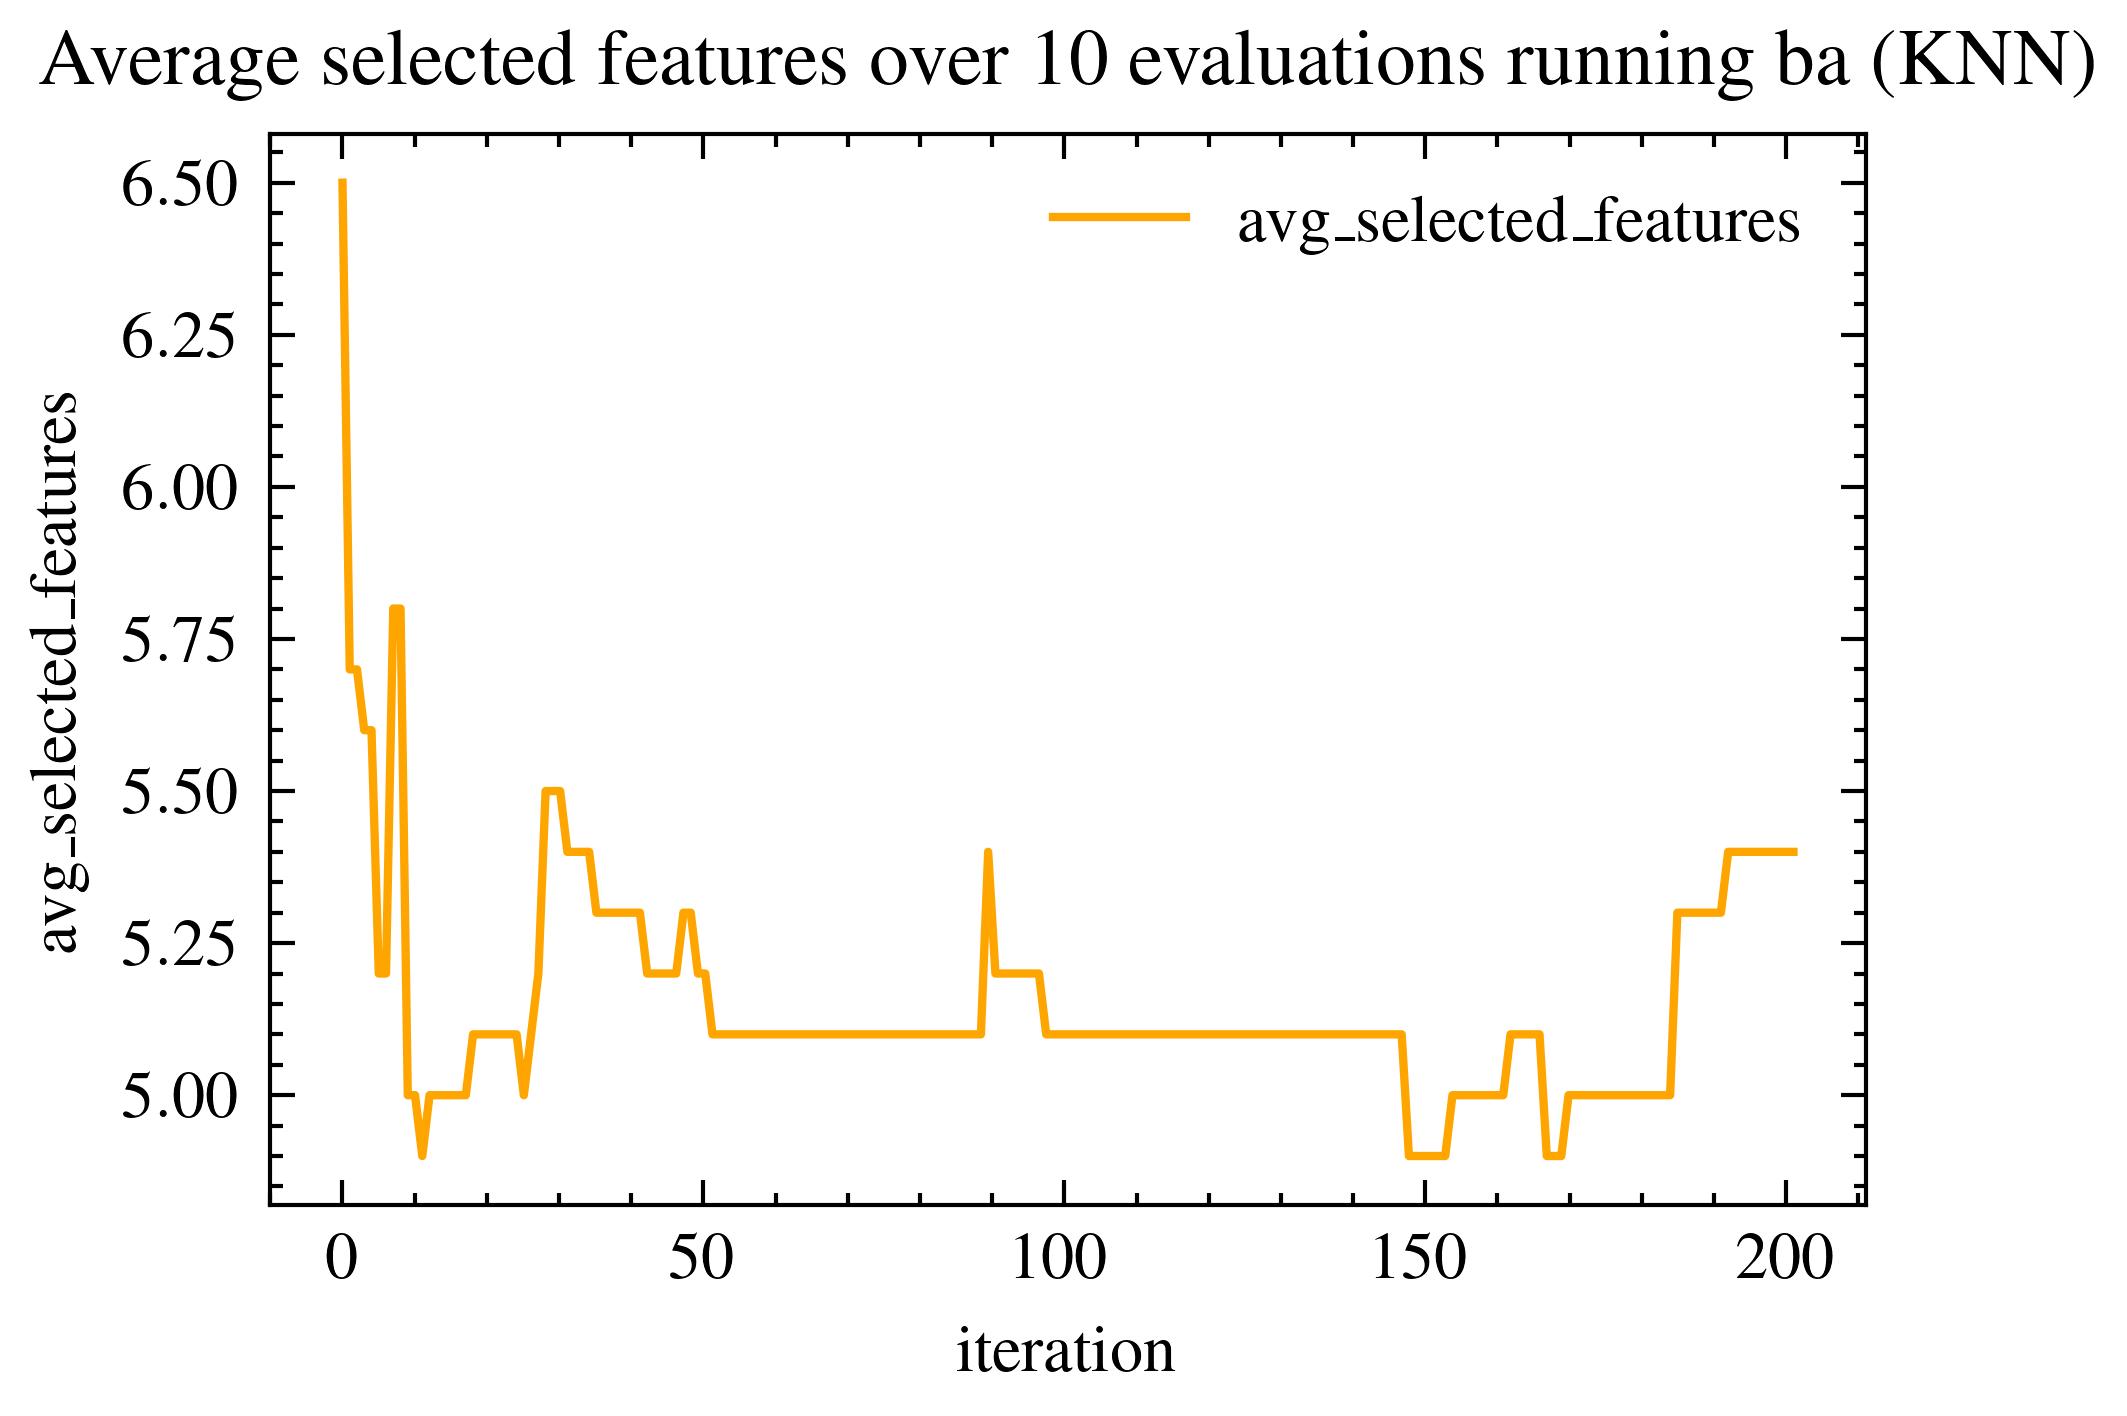 Average selected features over 10 evaluations running ba (KNN)
avg_selected_features
6.50
6.25
6.00
5.75
5.50
5.25
5.00
avg_selected_features
0 50 100 150 200
iteration